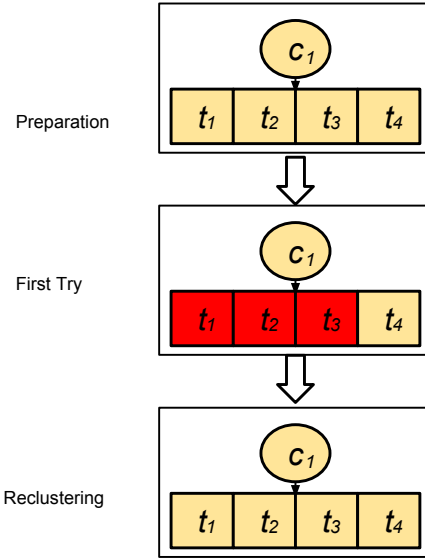 c1
Preparation
t1 t2 t3 t4
c1
First Try
t1 t2 t3 t4
c1
Reclustering
t1 t2 t3 t4